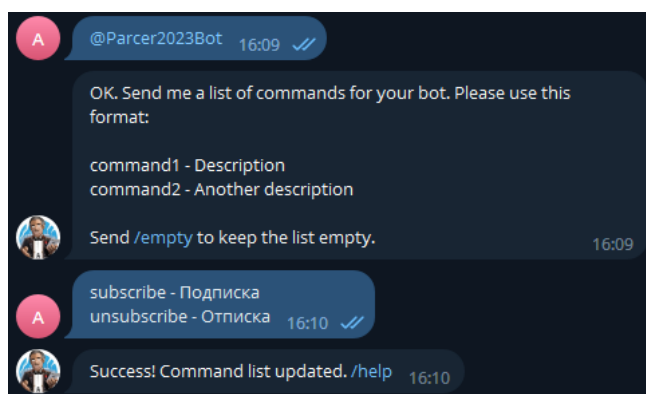 A
@Parcer2023Bot 16:09
OK. Send me a list of commands for your bot. Please use this
format:
command1 - Description
command2 - Another description
Send /empty to keep the list empty.
16:09
subscribe - Подписка
A
unsubscribe - Отписка 16:10
Success! Command list updated. /help 16:10